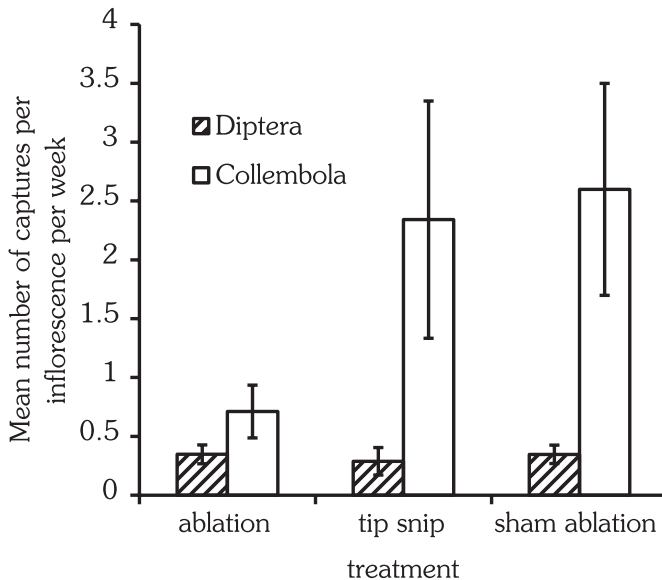 4
3.5
3
2.5
2
1.5
1
0.5
0
Mean number of captures per
inflorescence per week
Diptera
Collembola
ablation
tip snip
sham ablation
treatment